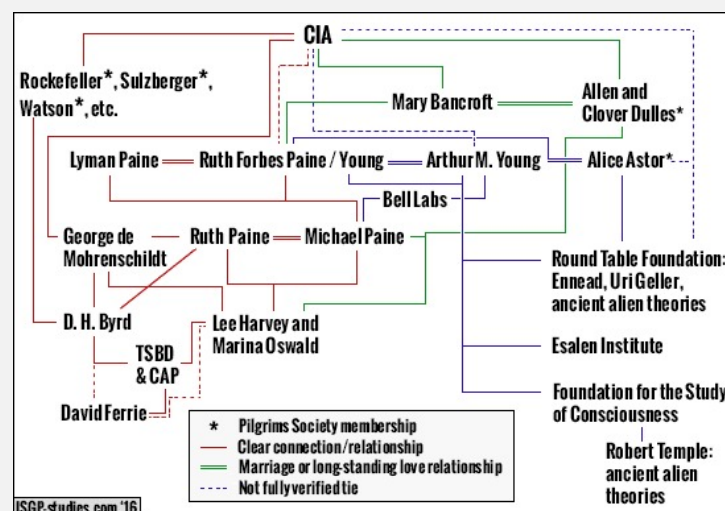 CIA
Rockefeller*, Sulzberger*,
Watson*, etc.
Mary Bancroft
Allen and
Clover Dulles*
Lyman Paine
Ruth Forbes Paine / Young
Arthur M. Young
Alice Astor*
Bell Labs
George de
Mohrenschildt
Ruth Paine
Michael Paine
Round Table Foundation:
Ennead, Uri Geller,
ancient alien theories
D. H. Byrd
Lee Harvey and
Marina Oswald
TSBD
& CAP
Esalen Institute
David Ferrie
Foundation for the Study
of Consciousness
Robert Temple:
ancient alien
theories
* Pilgrims Society membership
Clear connection/relationship
Marriage or long-standing love relationship
Not fully verified tie
ISGP-studies.com '16